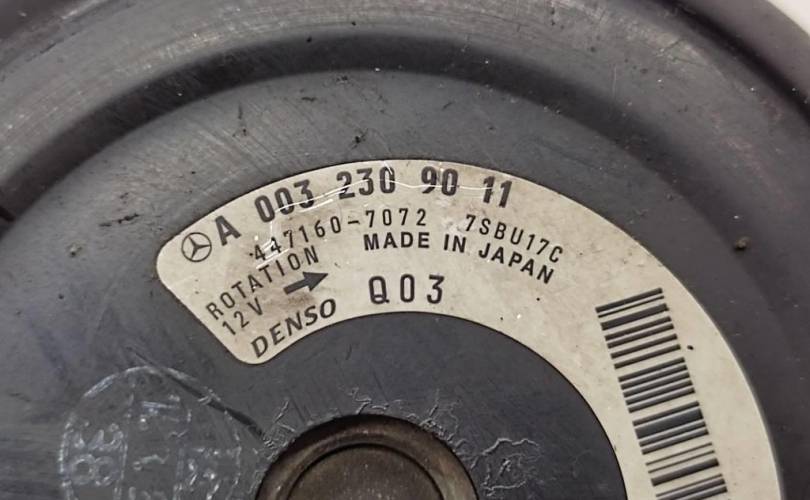 A 003 230 90 11
447160-7072 7SBU17C
ROTATION MADE IN JAPAN
12V Q03
DENSO